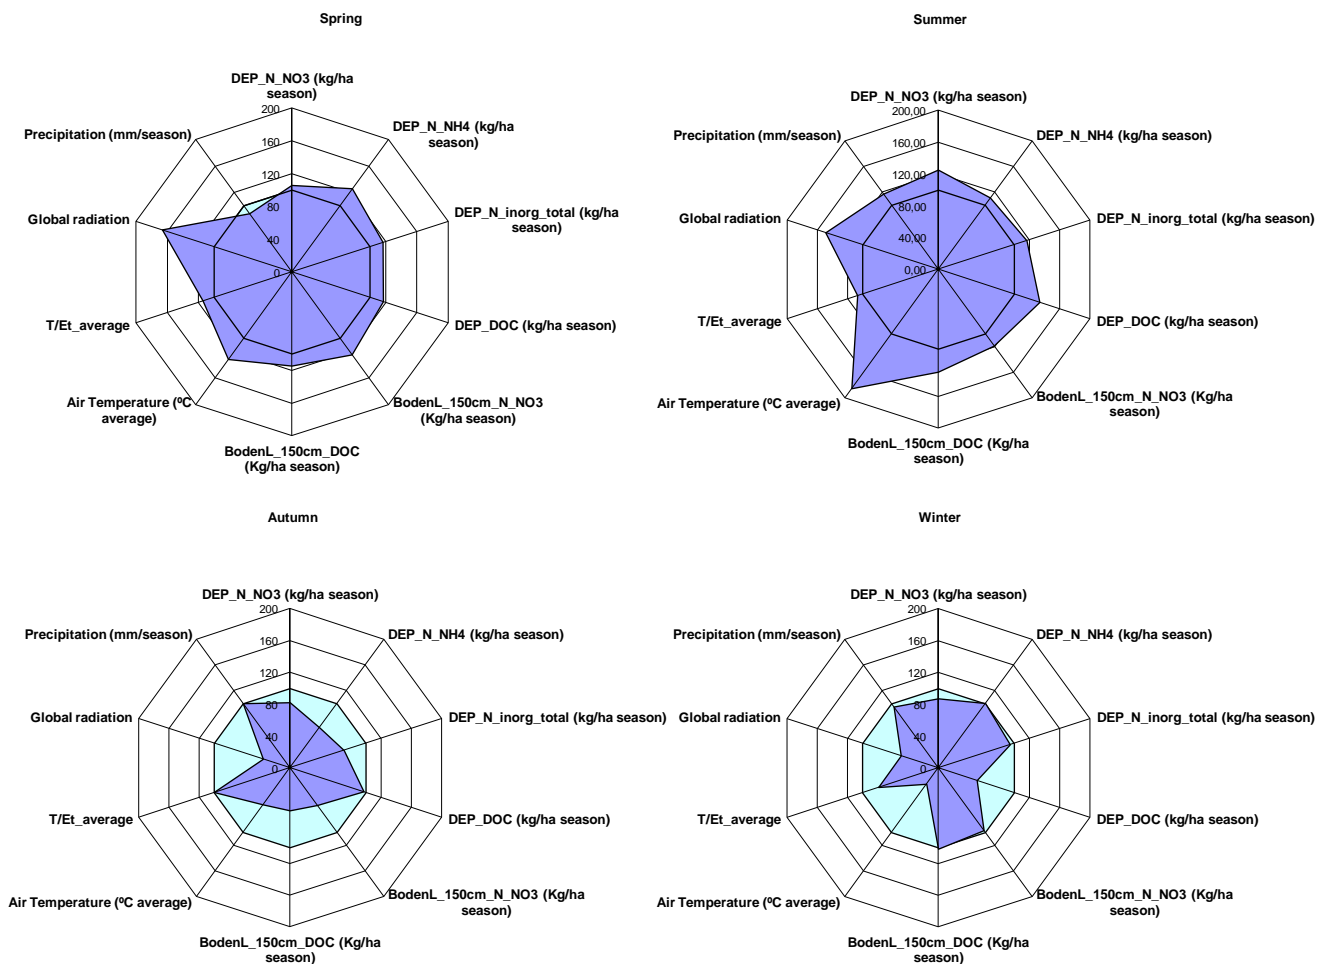 Spring
DEP_N_NO3 (kg/ha
season)
DEP_N_NH4 (kg/ha
season)
DEP_N_inorg_total (kg/ha
season)
DEP_DOC (kg/ha season)
BodenL_150cm_N_NO3
(Kg/ha season)
BodenL_150cm_DOC
(Kg/ha season)
Air Temperature (ºC
average)
T/Et_average
Global radiation
Precipitation (mm/season)
200
160
120
80
40
0
Summer
DEP_N_NO3 (kg/ha season)
DEP_N_NH4 (kg/ha season)
DEP_N_inorg_total (kg/ha season)
DEP_DOC (kg/ha season)
BodenL_150cm_N_NO3 (Kg/ha
season)
BodenL_150cm_DOC (Kg/ha
season)
Air Temperature (ºC average)
T/Et_average
Global radiation
Precipitation (mm/season)
200,00
160,00
120,00
80,00
40,00
0,00
Autumn
DEP_N_NO3 (kg/ha season)
DEP_N_NH4 (kg/ha season)
DEP_N_inorg_total (kg/ha season)
DEP_DOC (kg/ha season)
BodenL_150cm_N_NO3 (Kg/ha
season)
BodenL_150cm_DOC (Kg/ha
season)
Air Temperature (ºC average)
T/Et_average
Global radiation
Precipitation (mm/season)
200
160
120
80
40
0
Winter
DEP_N_NO3 (kg/ha season)
DEP_N_NH4 (kg/ha season)
DEP_N_inorg_total (kg/ha season)
DEP_DOC (kg/ha season)
BodenL_150cm_N_NO3 (Kg/ha
season)
BodenL_150cm_DOC (Kg/ha
season)
Air Temperature (ºC average)
T/Et_average
Global radiation
Precipitation (mm/season)
200
160
120
80
40
0